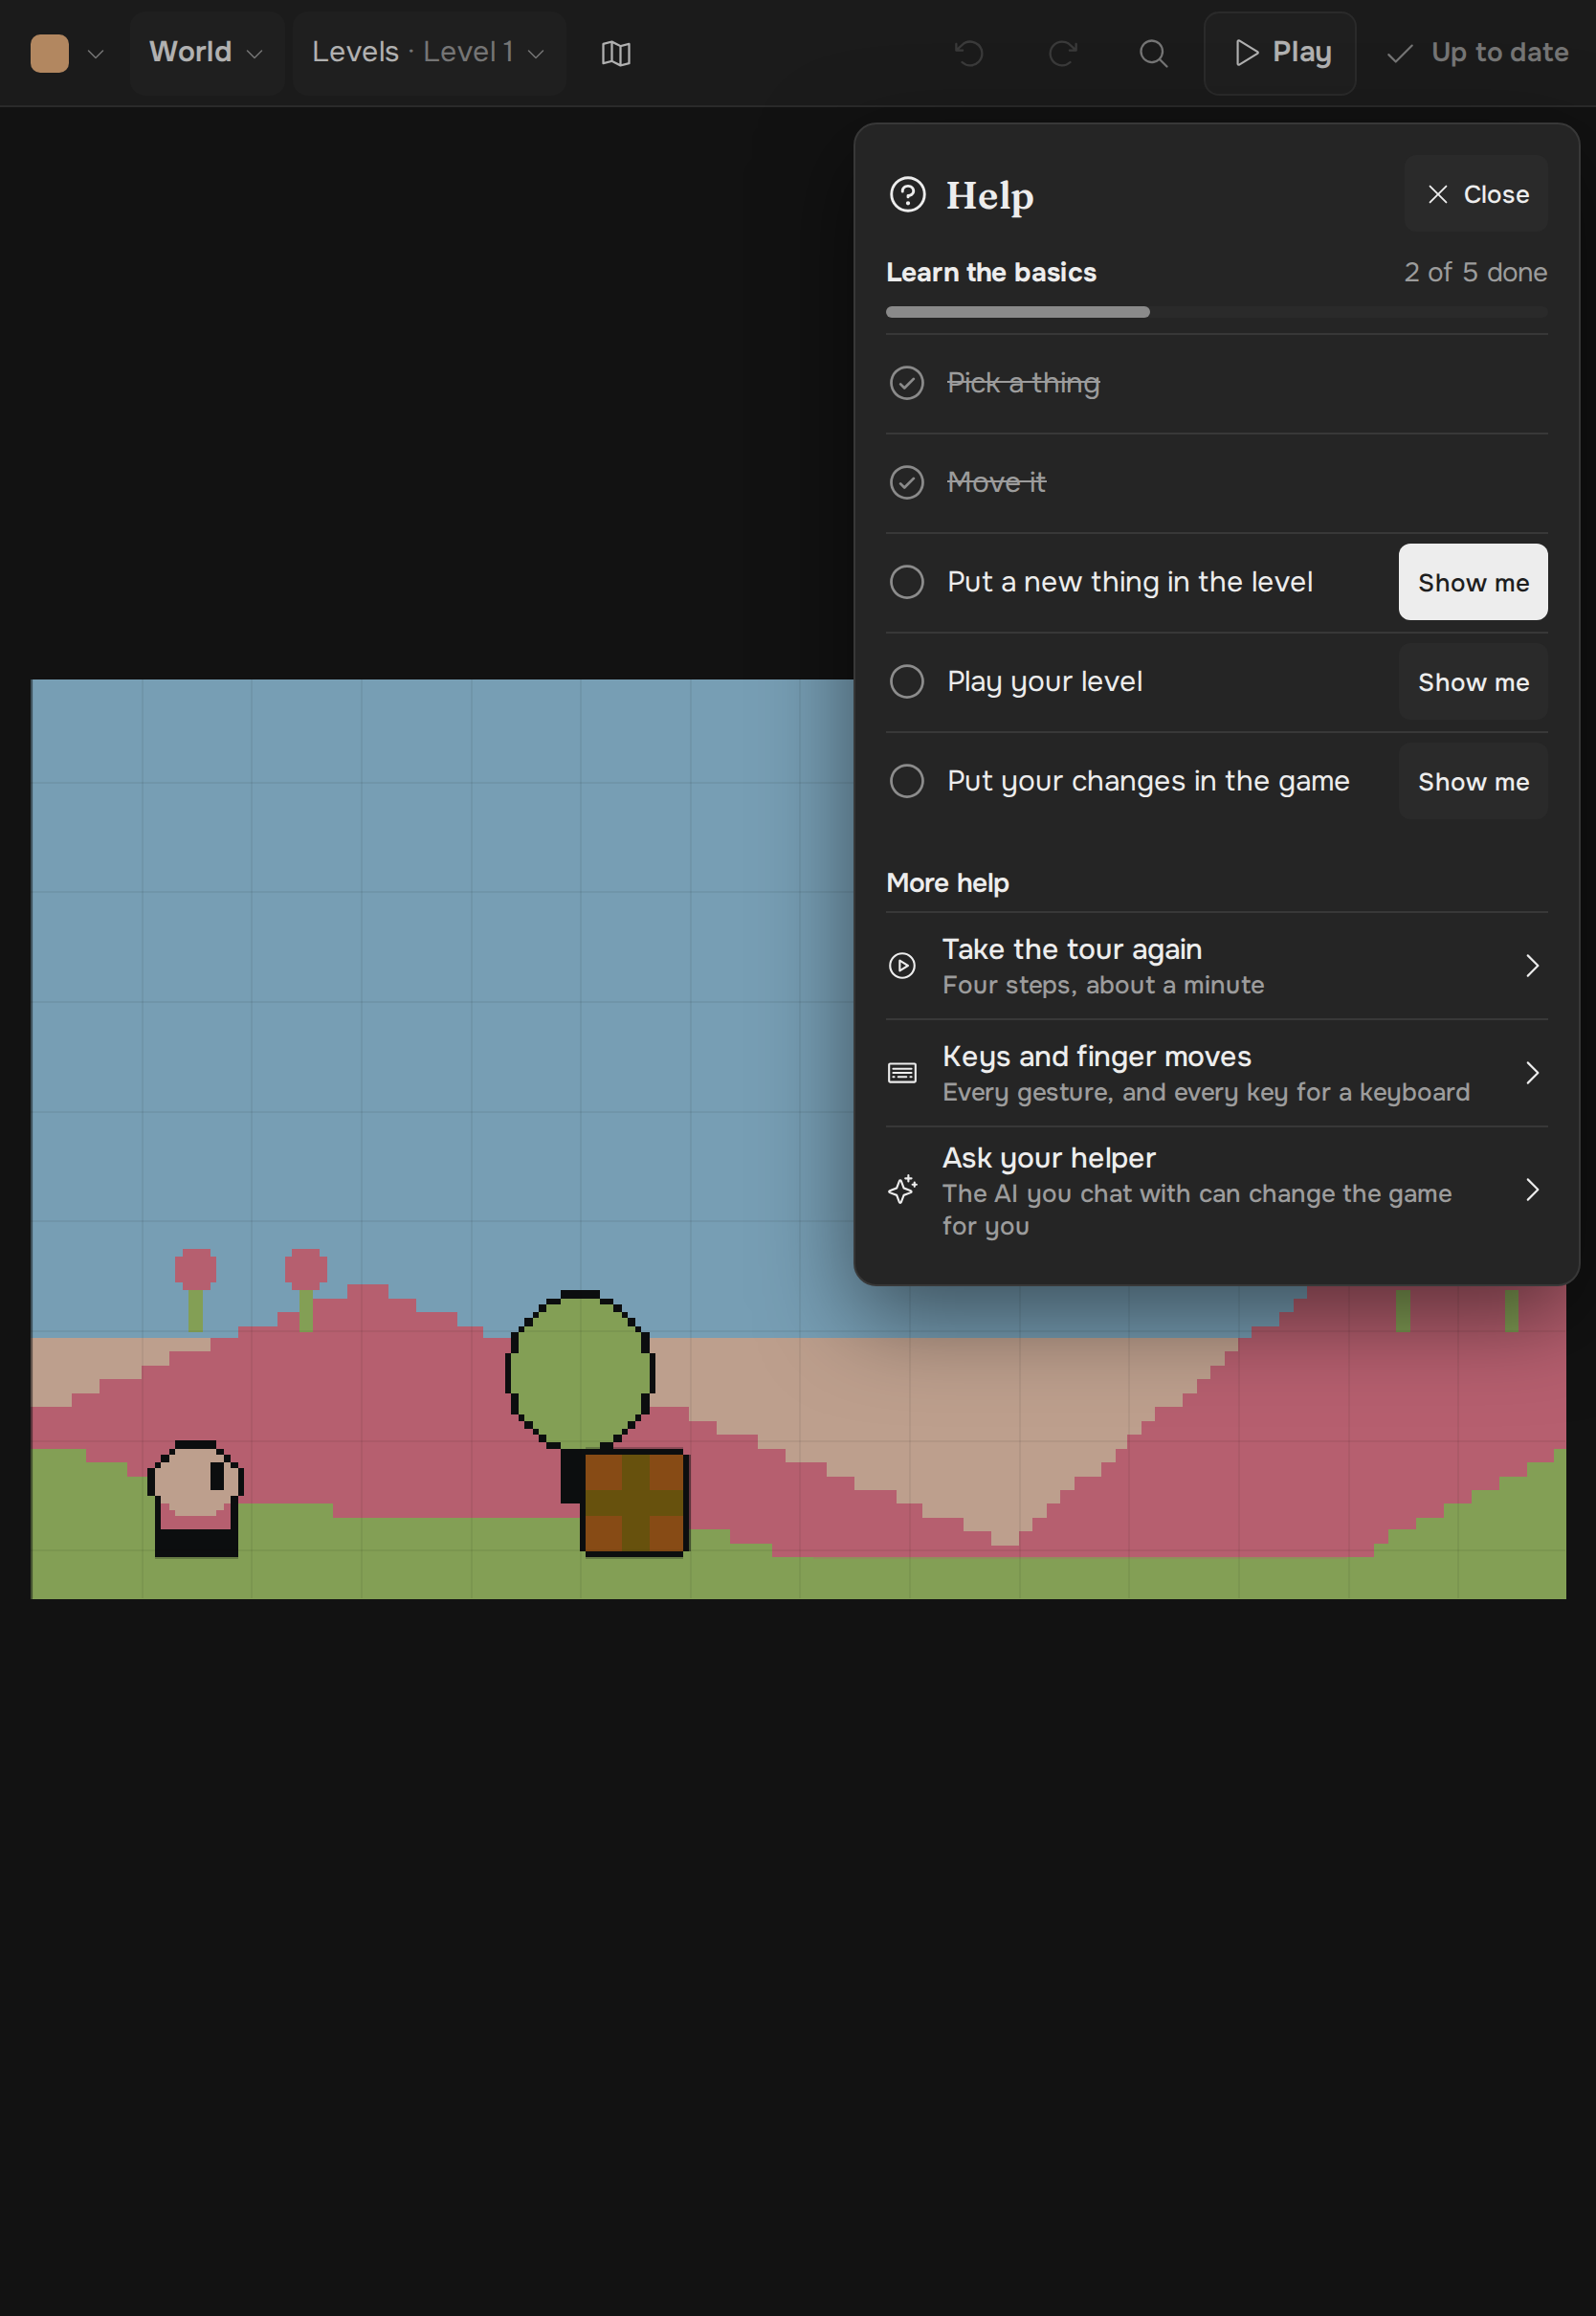 World
Levels · Level 1
Play
Up to date
Help
Close
Learn the basics
2 of 5 done
Pick a thing
Move it
Put a new thing in the level
Show me
Play your level
Show me
Put your changes in the game
Show me
More help
Take the tour again
Four steps, about a minute
Keys and finger moves
Every gesture, and every key for a keyboard
Ask your helper
The AI you chat with can change the game
for you